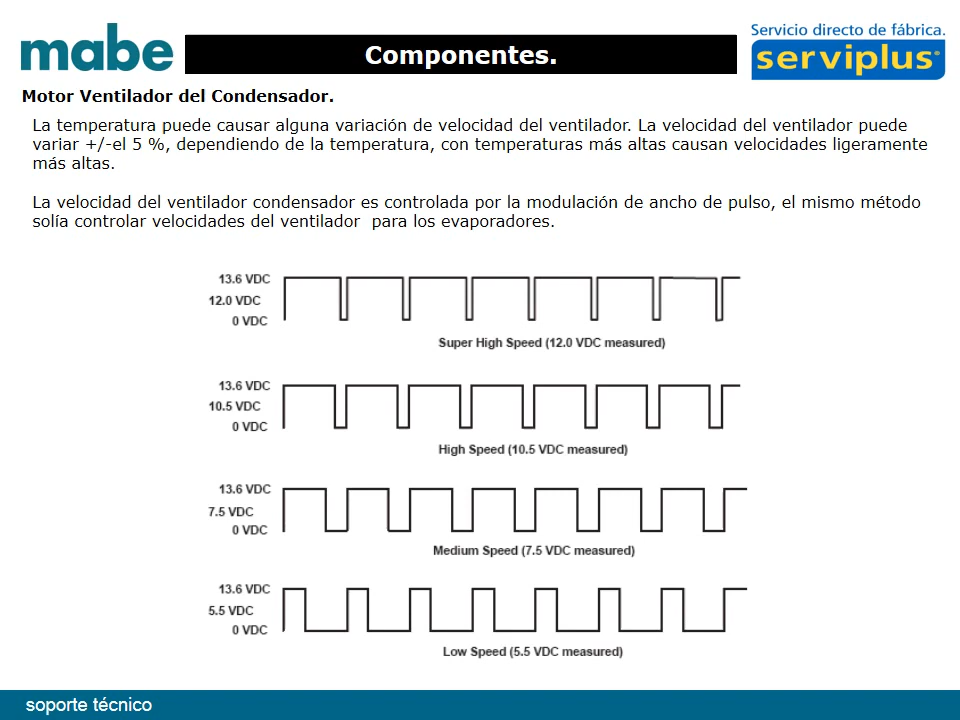 mabe
Componentes.
Servicio directo de fábrica.
serviplus
Motor Ventilador del Condensador.
La temperatura puede causar alguna variación de velocidad del ventilador. La velocidad del ventilador puede
variar +/-el 5 %, dependiendo de la temperatura, con temperaturas más altas causan velocidades ligeramente
más altas.
La velocidad del ventilador condensador es controlada por la modulación de ancho de pulso, el mismo método
solía controlar velocidades del ventilador  para los evaporadores.
13.6 VDC
12.0 VDC
0 VDC
Super High Speed (12.0 VDC measured)
13.6 VDC
10.5 VDC
0 VDC
High Speed (10.5 VDC measured)
13.6 VDC
7.5 VDC
0 VDC
Medium Speed (7.5 VDC measured)
13.6 VDC
5.5 VDC
0 VDC
Low Speed (5.5 VDC measured)
soporte técnico